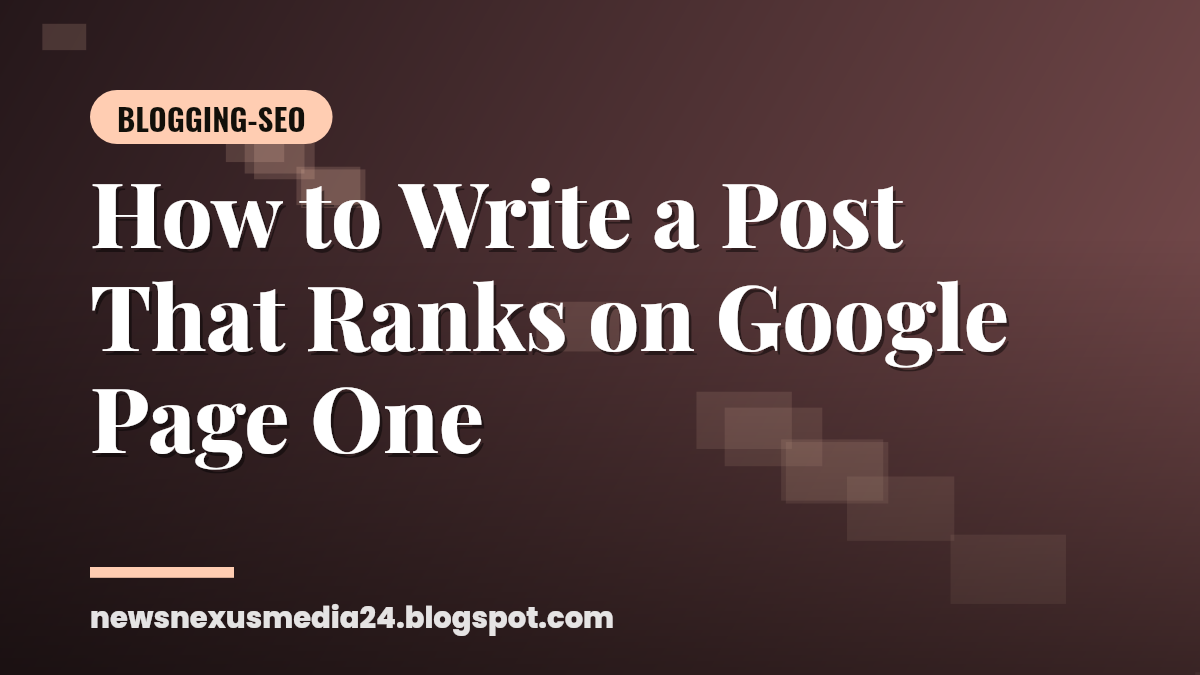 BLOGGING-SEO
How to Write a Post
That Ranks on Google
Page One
newsnexusmedia24.blogspot.com